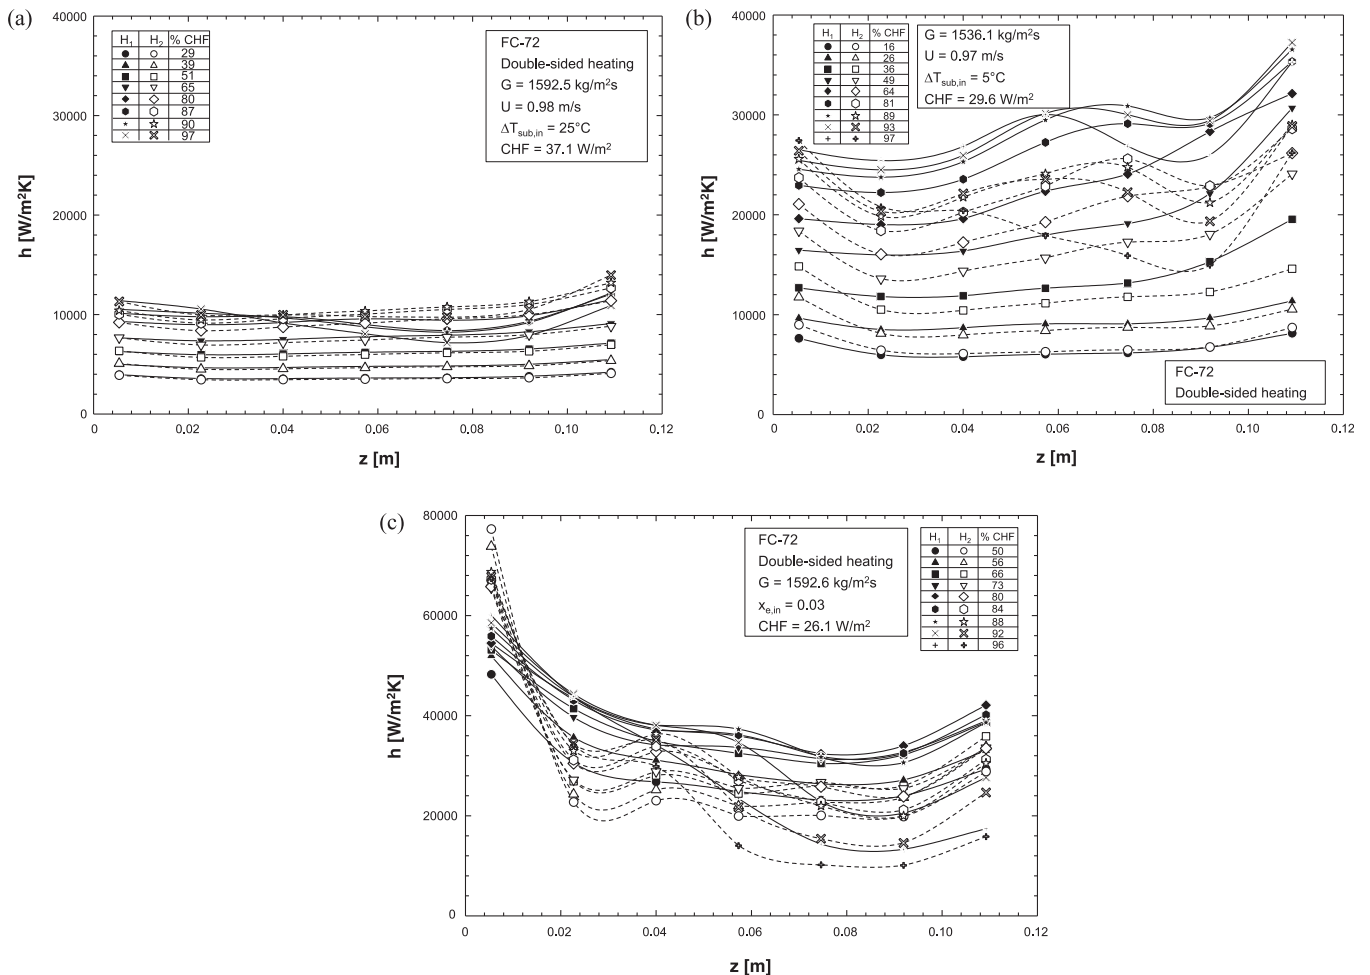 (a)
40000
30000
20000
10000
0
h [W/m²K]
0
0.02
0.04
0.06
0.08
0.10
0.12
z [m]
H₁ H₂ % CHF
29
39
51
65
80
87
90
97
FC-72
Double-sided heating
G = 1592.5 kg/m²s
U = 0.98 m/s
ΔT_sub,in = 25°C
CHF = 37.1 W/m²
(b)
40000
30000
20000
10000
0
h [W/m²K]
0
0.02
0.04
0.06
0.08
0.10
0.12
z [m]
H₁ H₂ % CHF
16
26
36
49
64
81
89
93
97
G = 1536.1 kg/m²s
U = 0.97 m/s
ΔT_sub,in = 5°C
CHF = 29.6 W/m²
FC-72
Double-sided heating
(c)
80000
60000
40000
20000
0
h [W/m²K]
0
0.02
0.04
0.06
0.08
0.10
0.12
z [m]
FC-72
Double-sided heating
G = 1592.6 kg/m²s
x_e,in = 0.03
CHF = 26.1 W/m²
H₁ H₂ % CHF
50
56
66
73
80
84
88
92
96